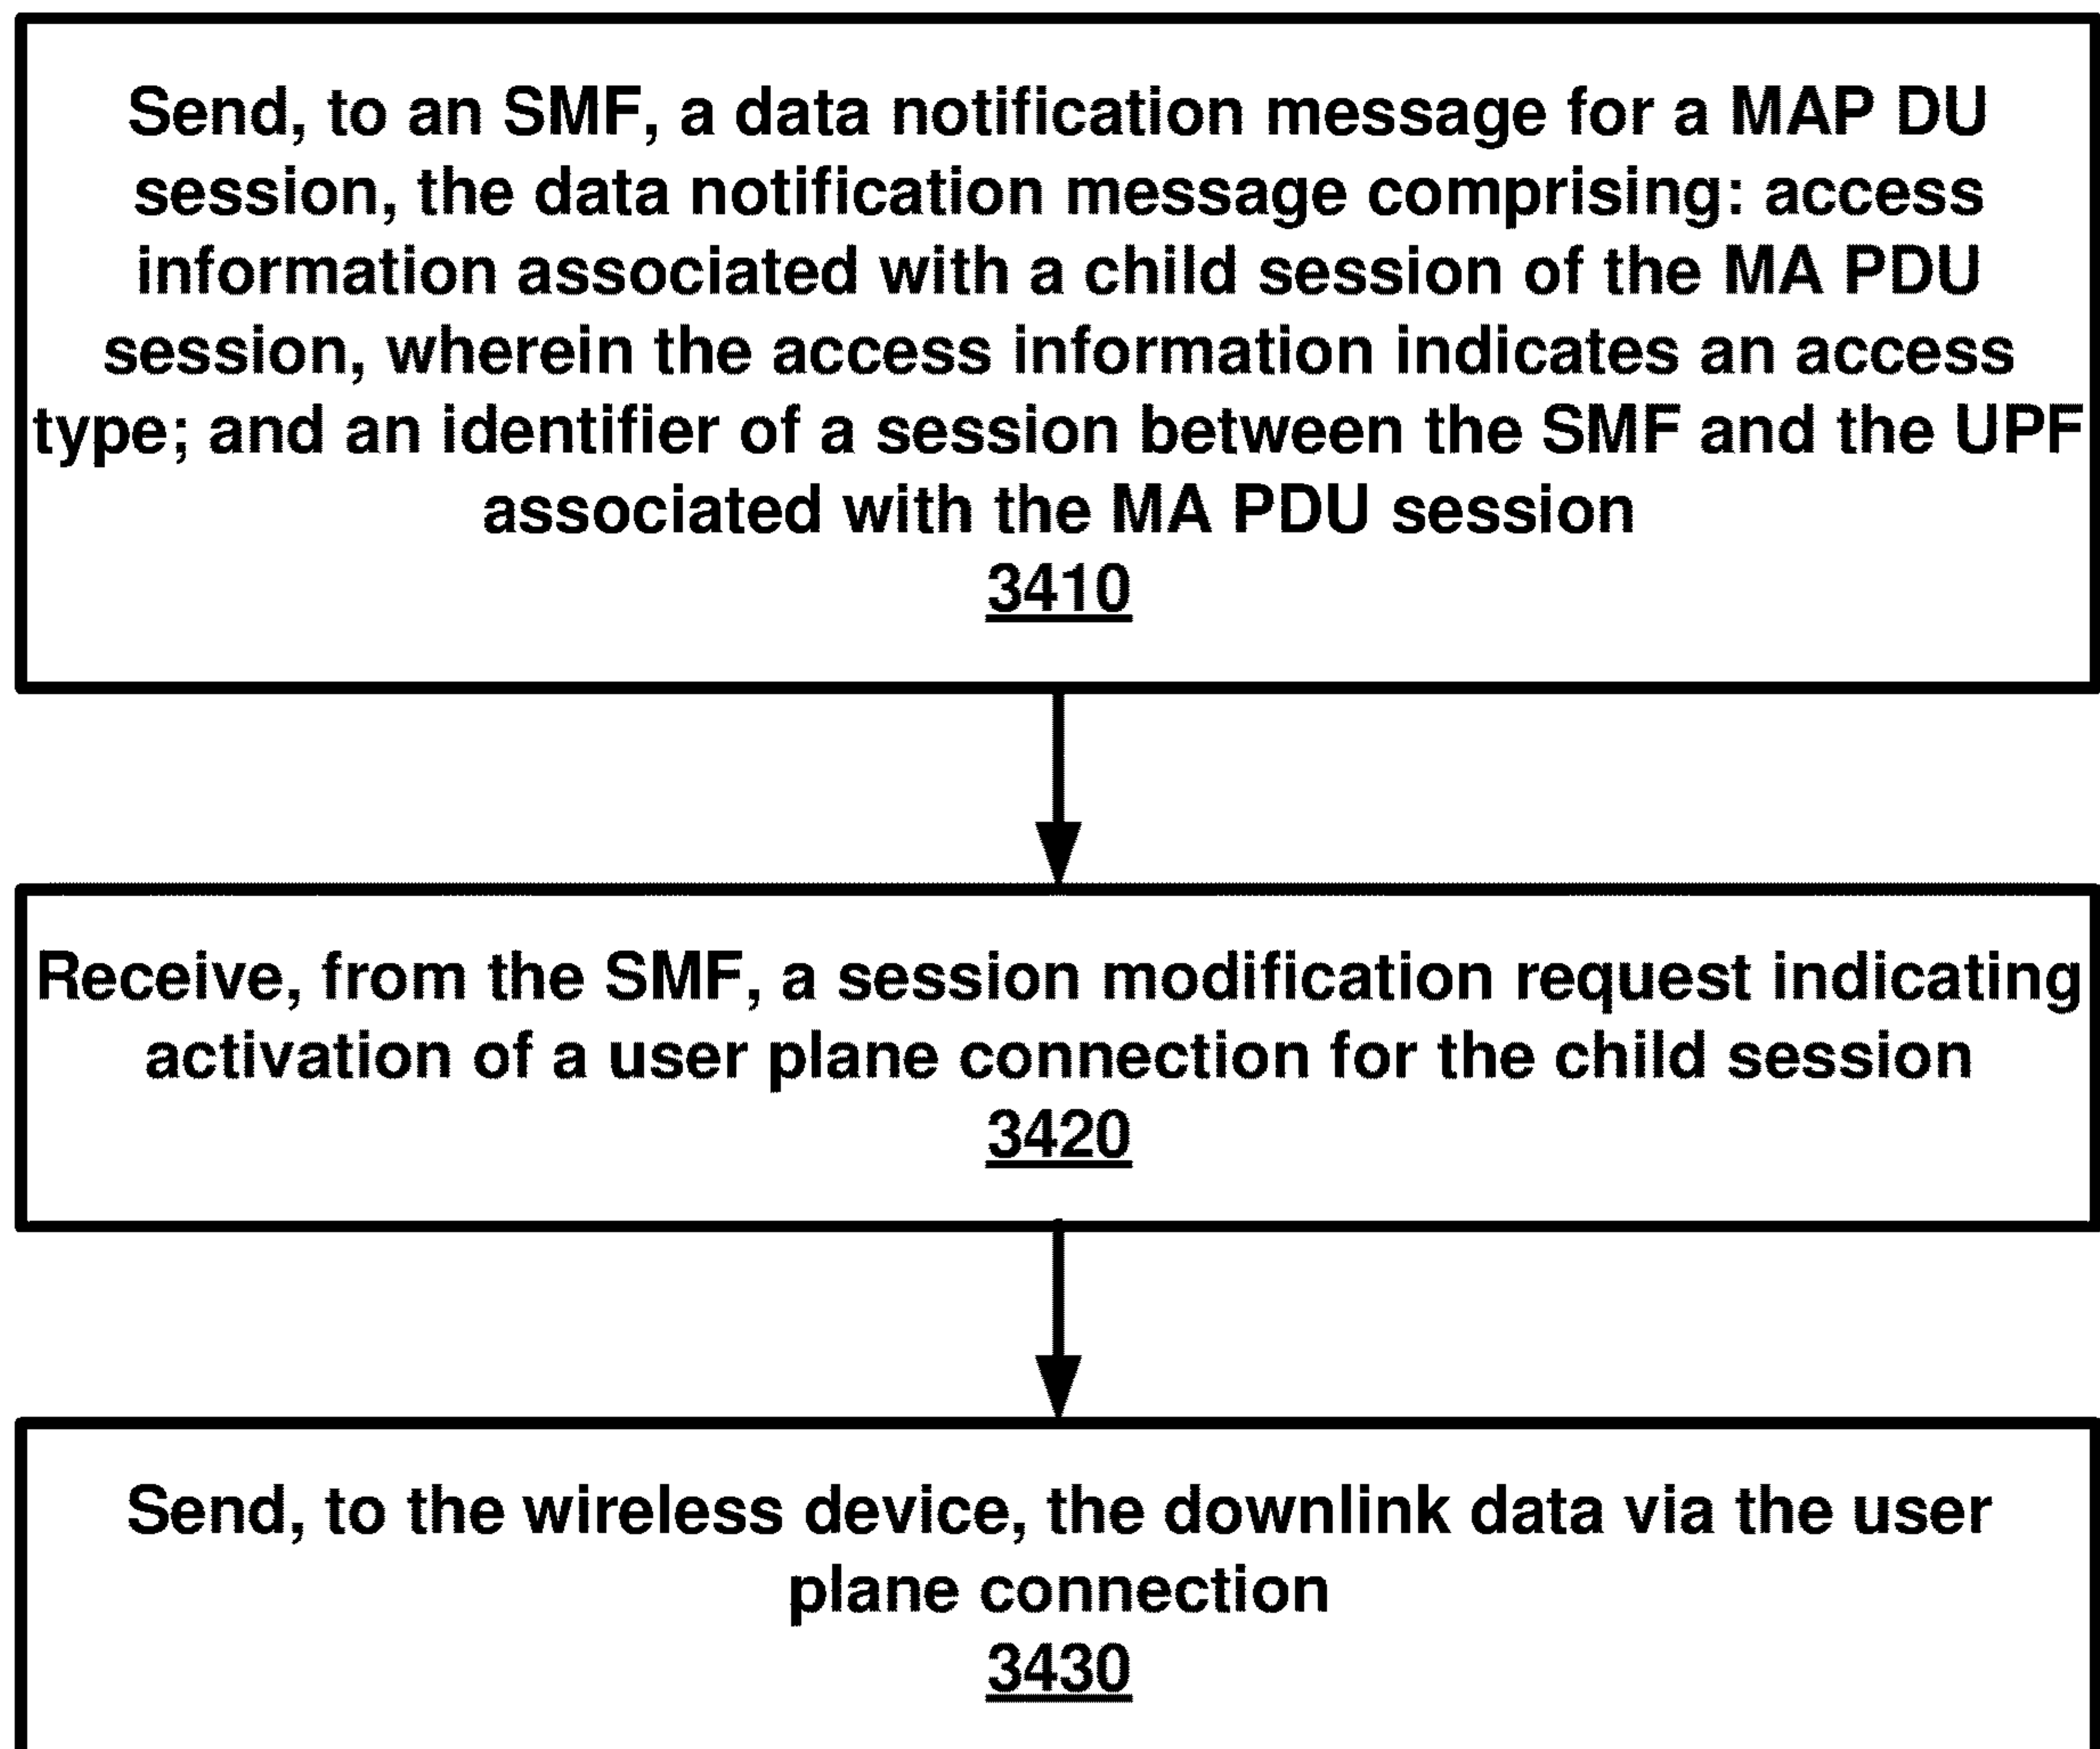 Send, to an SMF, a data notification message for a MAP DU
session, the data notification message comprising: access
information associated with a child session of the MA PDU
session, wherein the access information indicates an access
type; and an identifier of a session between the SMF and the UPF
associated with the MA PDU session
3410
Receive, from the SMF, a session modification request indicating
activation of a user plane connection for the child session
3420
Send, to the wireless device, the downlink data via the user
plane connection
3430